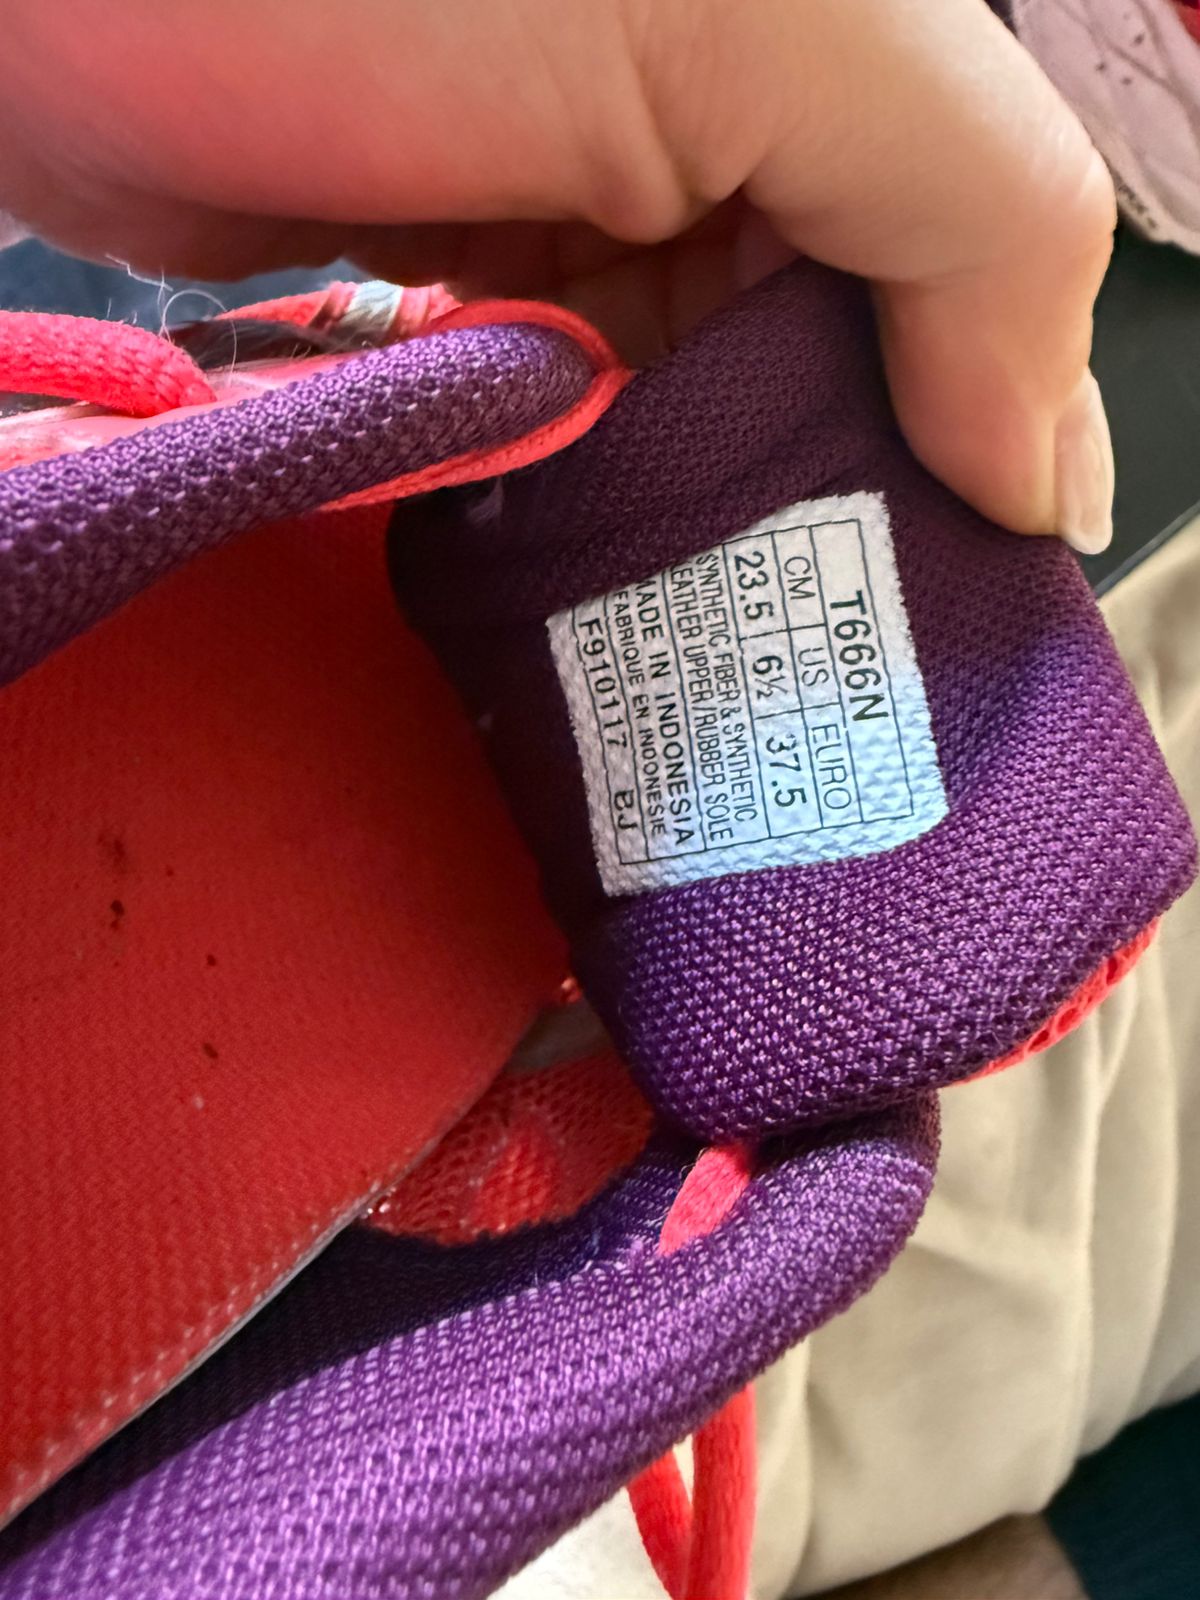 T666N
CM US EURO
23.5 6½ 37.5
SYNTHETIC FIBER & SYNTHETIC
LEATHER UPPER/RUBBER SOLE
MADE IN INDONESIA
FABRIQUE EN INDONESIE
F910117 BJ